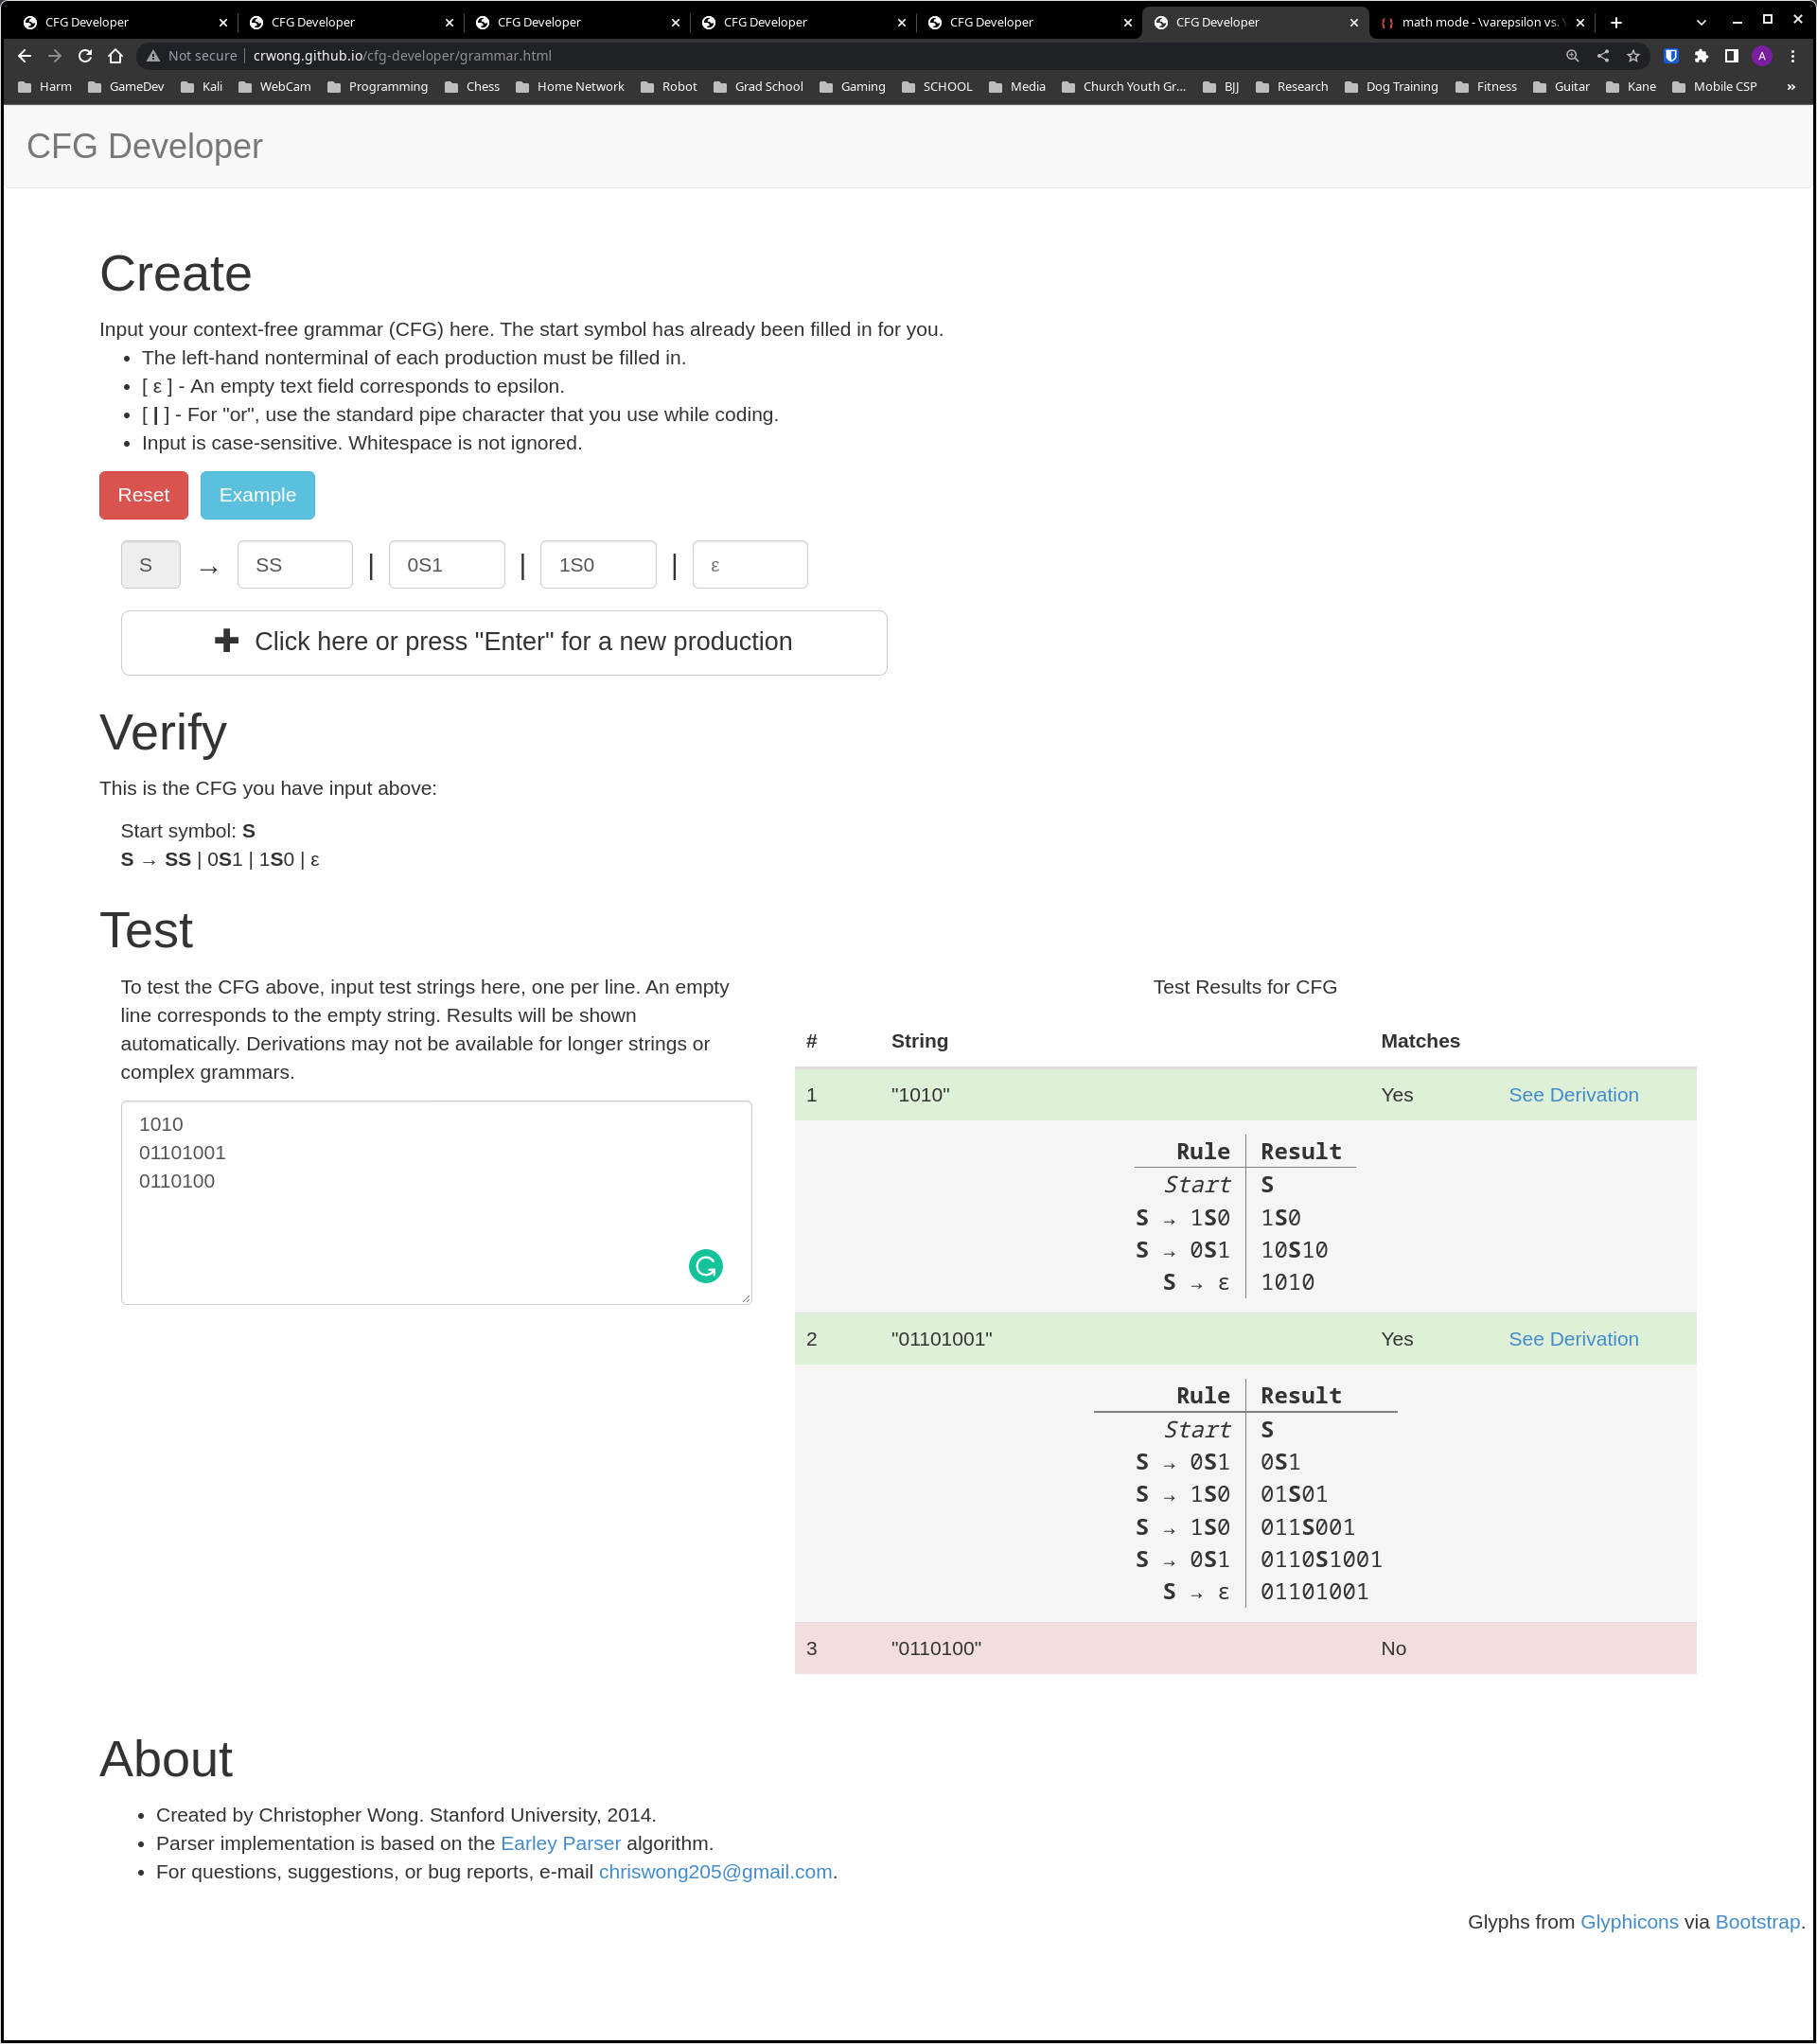 CFG Developer CFG Developer CFG Developer CFG Developer CFG Developer CFG Developer math mode - \varepsilon vs. \
Not secure crwong.github.io/cfg-developer/grammar.html A
Harm GameDev Kali WebCam Programming Chess Home Network Robot Grad School Gaming SCHOOL Media Church Youth Gr... BJJ Research Dog Training Fitness Guitar Kane Mobile CSP »
CFG Developer
Create
Input your context-free grammar (CFG) here. The start symbol has already been filled in for you.
• The left-hand nonterminal of each production must be filled in.
• [ ε ] - An empty text field corresponds to epsilon.
• [ | ] - For "or", use the standard pipe character that you use while coding.
• Input is case-sensitive. Whitespace is not ignored.
Reset Example
S → SS | 0S1 | 1S0 | ε
Click here or press "Enter" for a new production
Verify
This is the CFG you have input above:
Start symbol: S
S → SS | 0S1 | 1S0 | ε
Test
To test the CFG above, input test strings here, one per line. An empty
line corresponds to the empty string. Results will be shown
automatically. Derivations may not be available for longer strings or
complex grammars.
1010
01101001
0110100
Test Results for CFG
# String Matches
1 "1010" Yes See Derivation
Rule Result
Start S
S → 1S0 1S0
S → 0S1 10S10
S → ε 1010
2 "01101001" Yes See Derivation
Rule Result
Start S
S → 0S1 0S1
S → 1S0 01S01
S → 1S0 011S001
S → 0S1 0110S1001
S → ε 01101001
3 "0110100" No
About
• Created by Christopher Wong. Stanford University, 2014.
• Parser implementation is based on the Earley Parser algorithm.
• For questions, suggestions, or bug reports, e-mail chriswong205@gmail.com.
Glyphs from Glyphicons via Bootstrap.